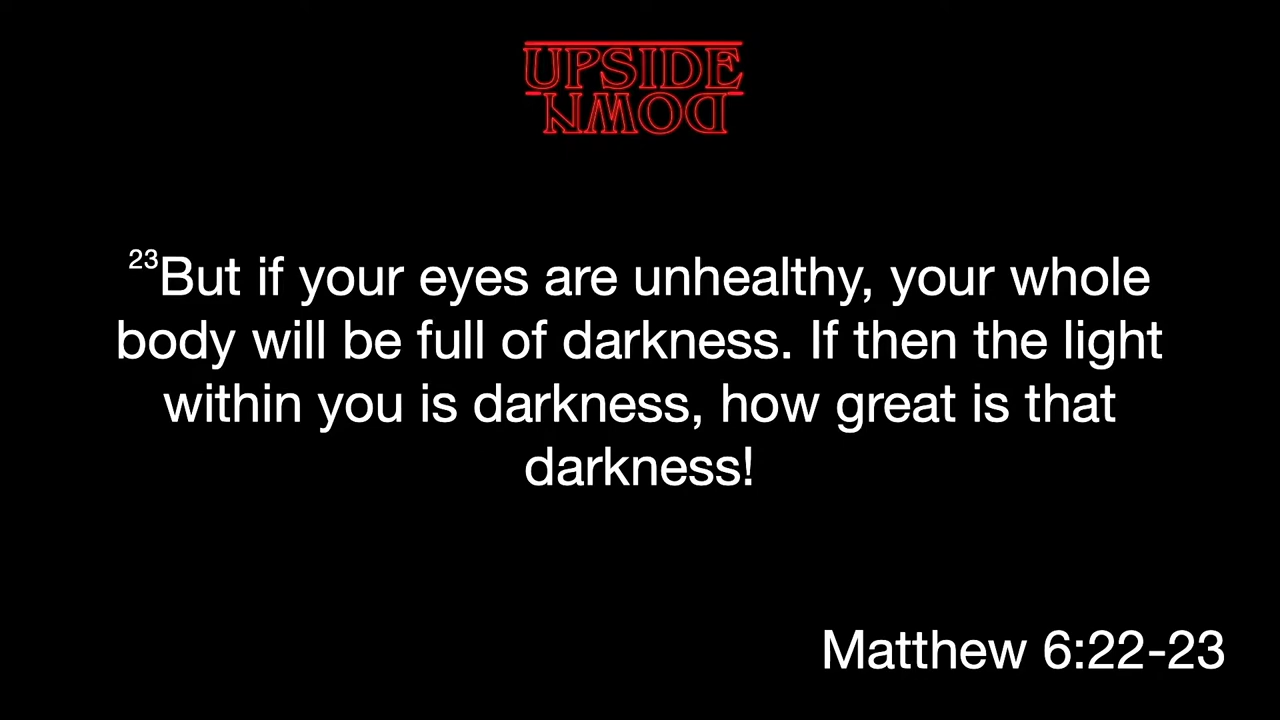 UPSIDE
DOWN
23But if your eyes are unhealthy, your whole
body will be full of darkness. If then the light
within you is darkness, how great is that
darkness!
Matthew 6:22-23